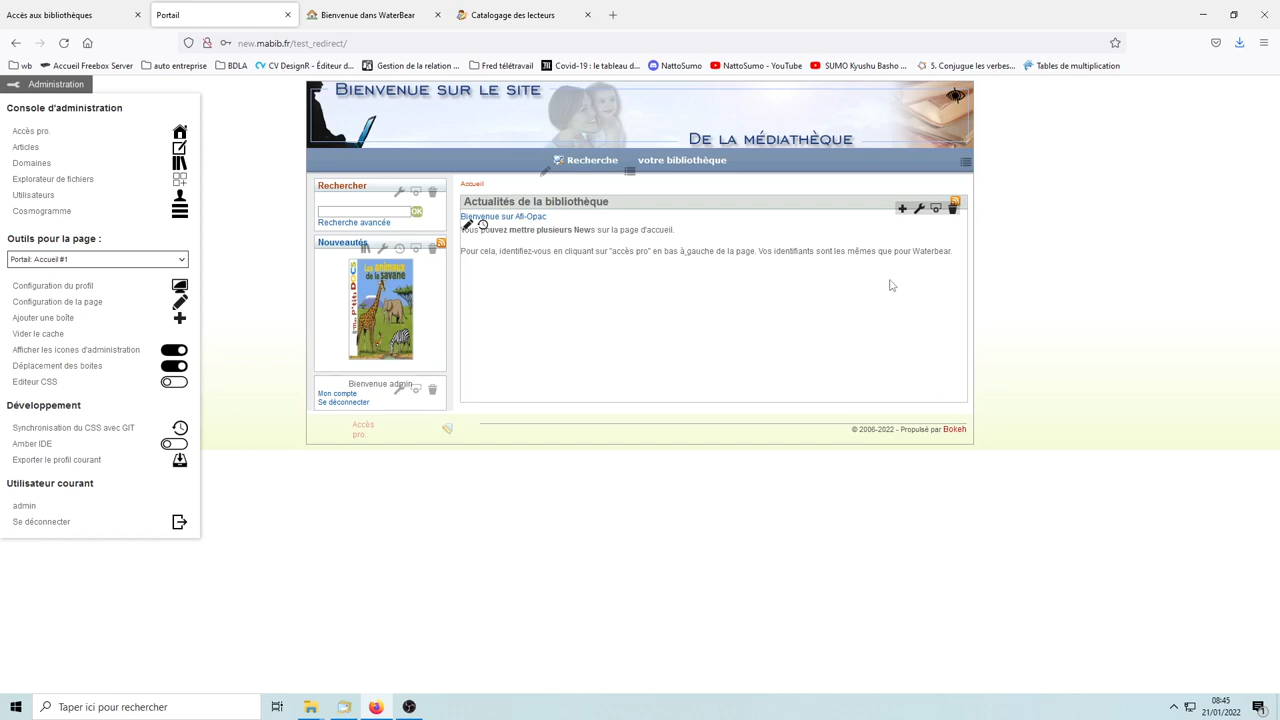 Accès aux bibliothèques
Portail
Bienvenue dans WaterBear
Catalogage des lecteurs
new.mabib.fr/test_redirect/
wb
Accueil Freebox Server
auto entreprise
BDLA
CV DesignR - Éditeur d...
Gestion de la relation ...
Fred télétravail
Covid-19 : le tableau d...
NattoSumo
NattoSumo - YouTube
SUMO Kyushu Basho ...
5. Conjugue les verbes...
Tables de multiplication
Administration
Console d'administration
Accès pro.
Articles
Domaines
Explorateur de fichiers
Utilisateurs
Cosmogramme
Outils pour la page :
Portail: Accueil #1
Configuration du profil
Configuration de la page
Ajouter une boîte
Vider le cache
Afficher les icones d'administration
Déplacement des boites
Editeur CSS
Développement
Synchronisation du CSS avec GIT
Amber IDE
Exporter le profil courant
Utilisateur courant
admin
Se déconnecter
Bienvenue sur le site
De la médiathèque
Recherche
votre bibliothèque
Rechercher
OK
Recherche avancée
Nouveautés
Les animaux
de la savane
mes P'tits DOCS
Bienvenue admin
Mon compte
Se déconnecter
Accueil
Actualités de la bibliothèque
Bienvenue sur Afi-Opac
Vous pouvez mettre plusieurs News sur la page d'accueil.
Pour cela, identifiez-vous en cliquant sur "accès pro" en bas à gauche de la page. Vos identifiants sont les mêmes que pour Waterbear.
Accès
pro
© 2006-2022 - Propulsé par Bokeh
Taper ici pour rechercher
08:45
21/01/2022
1